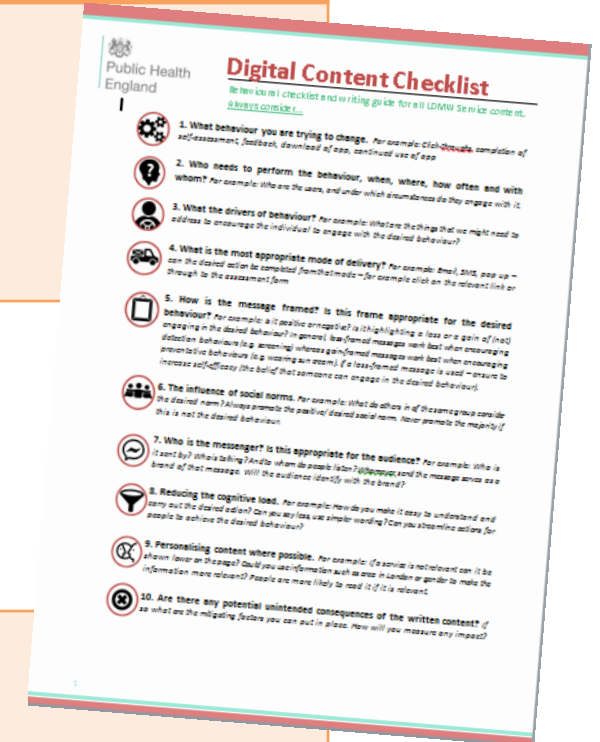 Public Health
England
Digital Content Checklist
Behavioural checklist and writing guide for all LDMW Service content.
Always consider...
1. What behaviour you are trying to change. For example: Click-throughs, completion of
self-assessment, feedback, download of app, continued use of app
2. Who needs to perform the behaviour, when, where, how often and with
whom? For example: Who are the users, and under which circumstances do they engage with it.
3. What the drivers of behaviour? For example: What are the things that we might need to
address to encourage the individual to engage with the desired behaviour?
4. What is the most appropriate mode of delivery? For example: Email, SMS, pop up –
can the desired action be completed from that mode – for example click on the relevant link or
through to the assessment form
5. How is the message framed? Is this frame appropriate for the desired
behaviour? For example: is it positive or negative? Is it highlighting a loss or a gain of (not)
engaging in the desired behaviour? In general, loss-framed messages work best when encouraging
detection behaviours (e.g. screening) whereas gain-framed messages work best when encouraging
preventative behaviours (e.g. wearing sun cream). If a loss-framed message is used – ensure to
increase self-efficacy (the belief that someone can engage in the desired behaviour).
6. The influence of social norms. For example: What do others in of the same group consider
the desired norm? Always promote the positive/ desired social norm. Never promote the majority if
this is not the desired behaviour.
7. Who is the messenger? Is this appropriate for the audience? For example: Who is
it sent by? Who is talking? And to whom do people listen? Whomever send the message serves as a
brand of that message. Will the audience identify with the brand?
8. Reducing the cognitive load. For example: How do you make it easy to understand and
carry out the desired action? Can you say less, use simpler wording? Can you streamline actions for
people to achieve the desired behaviour?
9. Personalising content where possible. For example: if a service is not relevant can it be
shown lower on the page? Could you use information such as area in London or gender to make the
information more relevant? People are more likely to read it if it is relevant.
10. Are there any potential unintended consequences of the written content? If
so what are the mitigating factors you can put in place. How will you measure any impact?
1